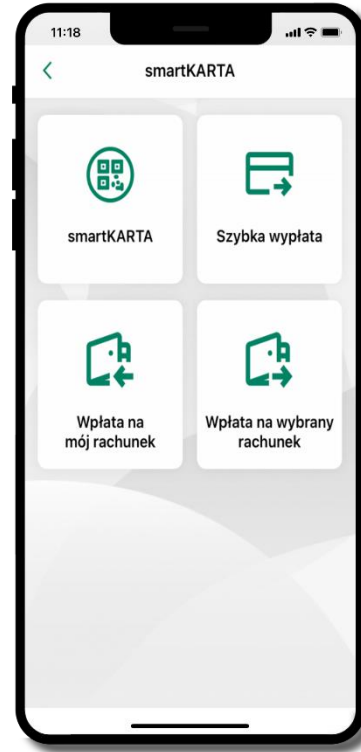 11:18
smartKARTA
smartKARTA
Szybka wypłata
Wpłata na
mój rachunek
Wpłata na wybrany
rachunek